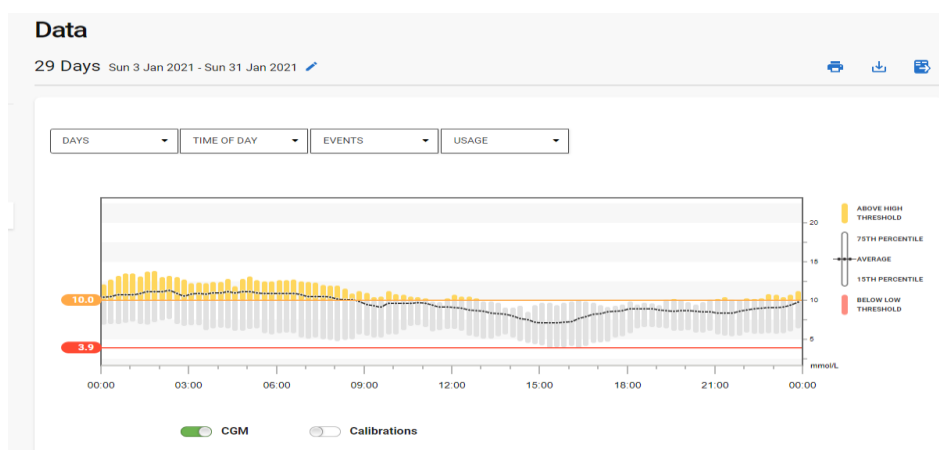 Data
29 Days Sun 3 Jan 2021 - Sun 31 Jan 2021
DAYS TIME OF DAY EVENTS USAGE
ABOVE HIGH
THRESHOLD
75TH PERCENTILE
AVERAGE
15TH PERCENTILE
BELOW LOW
THRESHOLD
20
15
10
5
mmol/L
10.0
3.9
00:00 03:00 06:00 09:00 12:00 15:00 18:00 21:00 00:00
CGM Calibrations